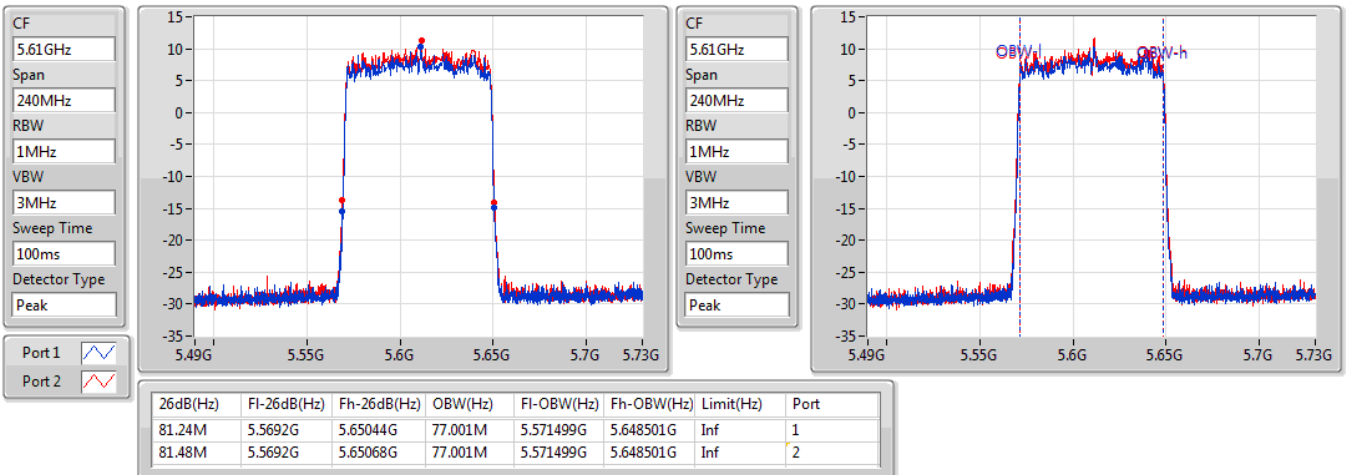 CF
5.61GHz
Span
240MHz
RBW
1MHz
VBW
3MHz
Sweep Time
100ms
Detector Type
Peak
Port 1
Port 2
15
10
5
0
-5
-10
-15
-20
-25
-30
-35
5.49G 5.55G 5.6G 5.65G 5.7G 5.73G
CF
5.61GHz
Span
240MHz
RBW
1MHz
VBW
3MHz
Sweep Time
100ms
Detector Type
Peak
15
10
5
0
-5
-10
-15
-20
-25
-30
-35
OBW-l OBW-h
5.49G 5.55G 5.6G 5.65G 5.7G 5.73G
26dB(Hz) Fl-26dB(Hz) Fh-26dB(Hz) OBW(Hz) Fl-OBW(Hz) Fh-OBW(Hz) Limit(Hz) Port
81.24M 5.5692G 5.65044G 77.001M 5.571499G 5.648501G Inf 1
81.48M 5.5692G 5.65068G 77.001M 5.571499G 5.648501G Inf 2